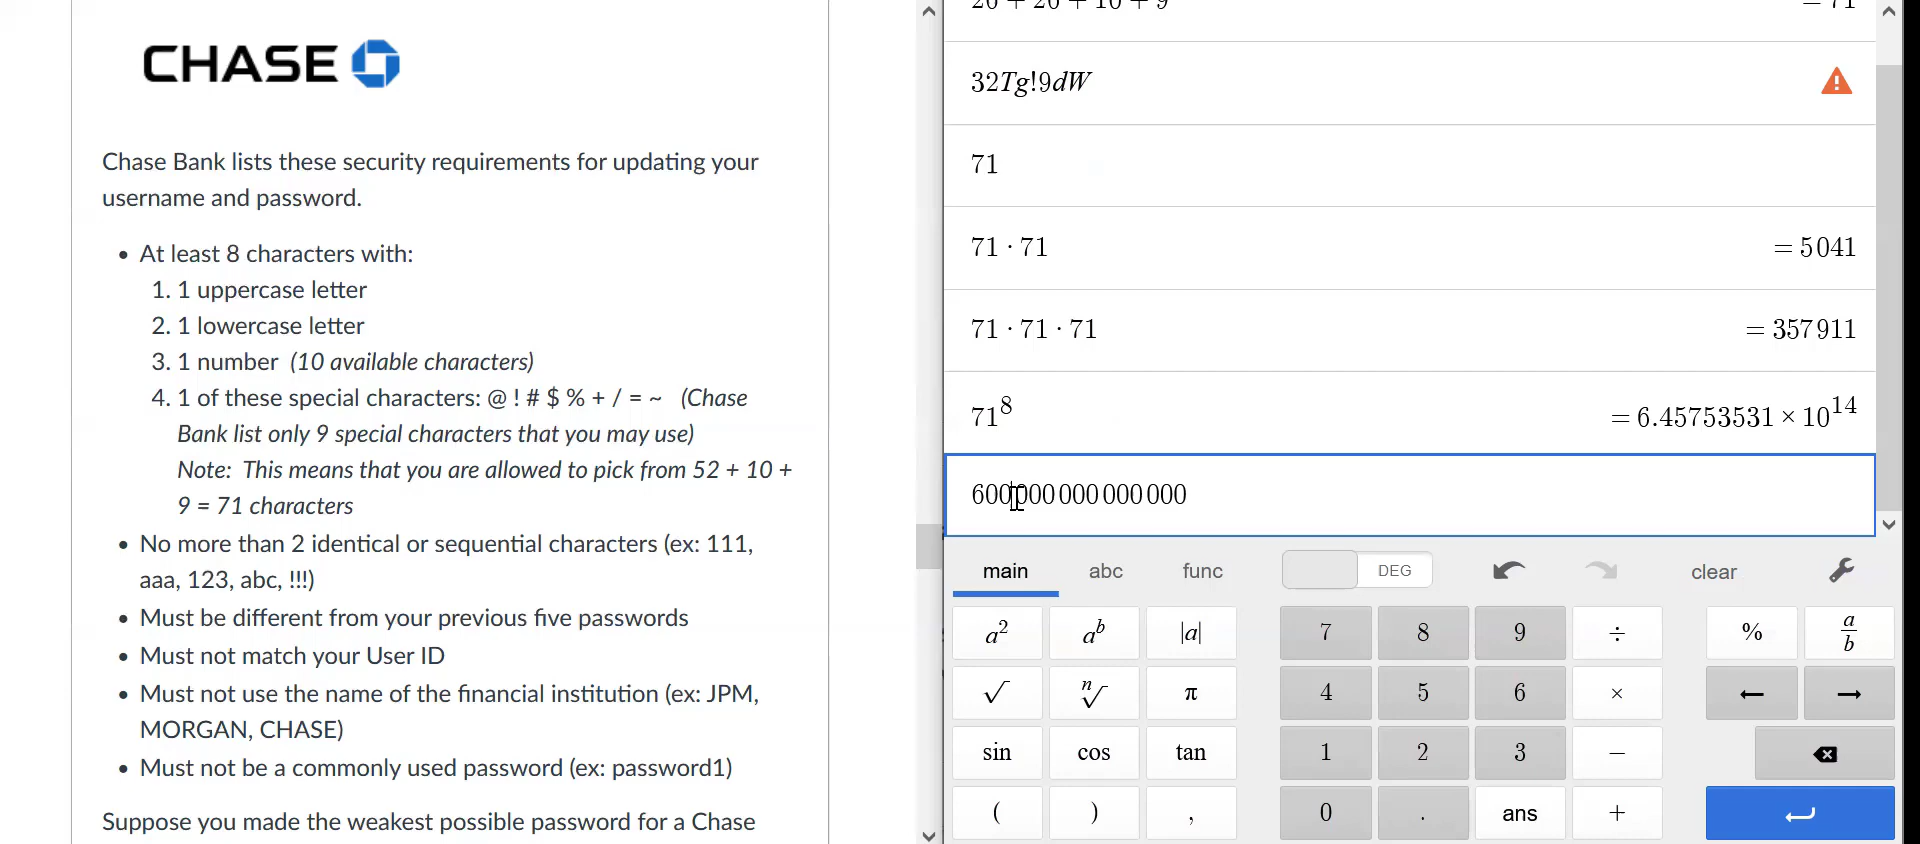 CHASE
Chase Bank lists these security requirements for updating your
username and password.
• At least 8 characters with:
1. 1 uppercase letter
2. 1 lowercase letter
3. 1 number (10 available characters)
4. 1 of these special characters: @ ! # $ % + / = ~ (Chase
Bank list only 9 special characters that you may use)
Note: This means that you are allowed to pick from 52 + 10 +
9 = 71 characters
• No more than 2 identical or sequential characters (ex: 111,
aaa, 123, abc, !!!)
• Must be different from your previous five passwords
• Must not match your User ID
• Must not use the name of the financial institution (ex: JPM,
MORGAN, CHASE)
• Must not be a commonly used password (ex: password1)
Suppose you made the weakest possible password for a Chase
26 + 26 + 10 + 9 = 71
32Tg!9dW
71
71 · 71 = 5041
71 · 71 · 71 = 357911
71⁸ = 6.45753531 × 10¹⁴
600000000000000
main abc func DEG clear
a² aᵇ |a| 7 8 9 ÷ % a/b
√ ⁿ√ π 4 5 6 × ← →
sin cos tan 1 2 3 −
( ) , 0 . ans +